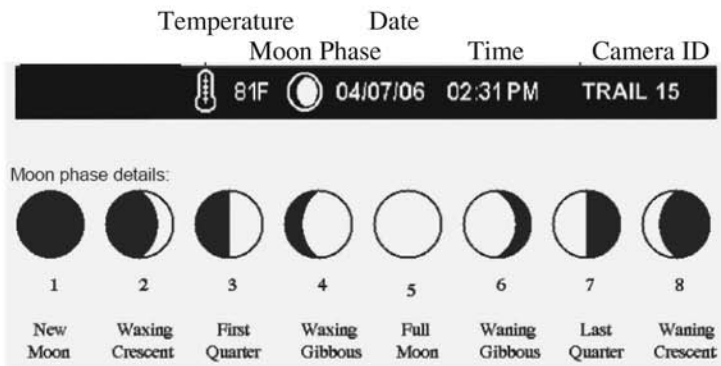 Temperature Date
Moon Phase Time Camera ID
81F 04/07/06 02:31 PM TRAIL 15
Moon phase details:
1 2 3 4 5 6 7 8
New Waxing First Waxing Full Waning Last Waning
Moon Crescent Quarter Gibbous Moon Gibbous Quarter Crescent